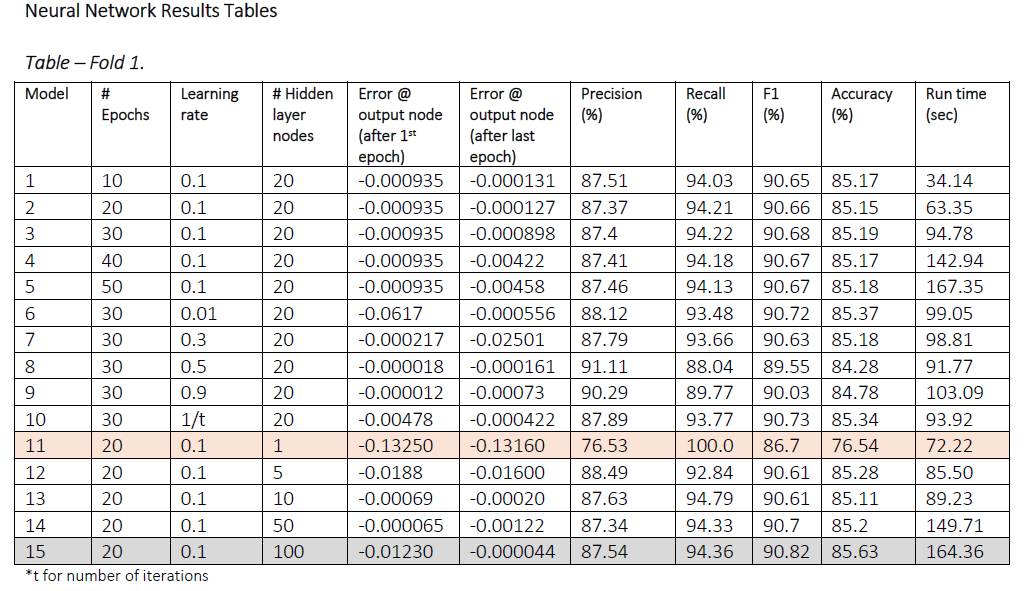 Neural Network Results Tables
Table – Fold 1.
Model # Epochs Learning rate # Hidden layer nodes Error @ output node (after 1st epoch) Error @ output node (after last epoch) Precision (%) Recall (%) F1 (%) Accuracy (%) Run time (sec)
1 10 0.1 20 -0.000935 -0.000131 87.51 94.03 90.65 85.17 34.14
2 20 0.1 20 -0.000935 -0.000127 87.37 94.21 90.66 85.15 63.35
3 30 0.1 20 -0.000935 -0.000898 87.4 94.22 90.68 85.19 94.78
4 40 0.1 20 -0.000935 -0.00422 87.41 94.18 90.67 85.17 142.94
5 50 0.1 20 -0.000935 -0.00458 87.46 94.13 90.67 85.18 167.35
6 30 0.01 20 -0.0617 -0.000556 88.12 93.48 90.72 85.37 99.05
7 30 0.3 20 -0.000217 -0.02501 87.79 93.66 90.63 85.18 98.81
8 30 0.5 20 -0.000018 -0.000161 91.11 88.04 89.55 84.28 91.77
9 30 0.9 20 -0.000012 -0.00073 90.29 89.77 90.03 84.78 103.09
10 30 1/t 20 -0.00478 -0.000422 87.89 93.77 90.73 85.34 93.92
11 20 0.1 1 -0.13250 -0.13160 76.53 100.0 86.7 76.54 72.22
12 20 0.1 5 -0.0188 -0.01600 88.49 92.84 90.61 85.28 85.50
13 20 0.1 10 -0.00069 -0.00020 87.63 94.79 90.61 85.11 89.23
14 20 0.1 50 -0.000065 -0.00122 87.34 94.33 90.7 85.2 149.71
15 20 0.1 100 -0.01230 -0.000044 87.54 94.36 90.82 85.63 164.36
*t for number of iterations